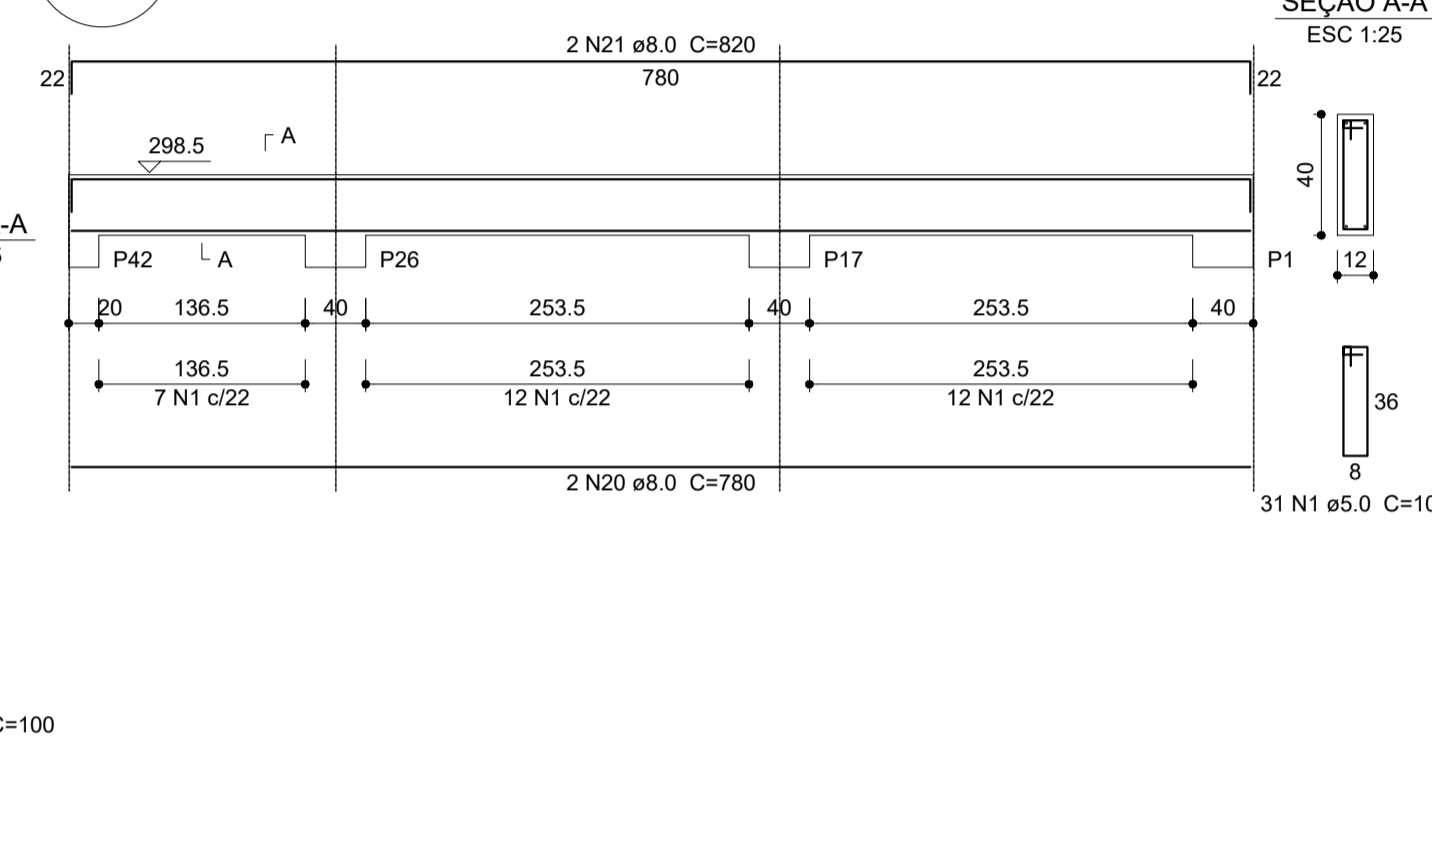 SEÇÃO A-A
ESC 1:25
2 N21 ø8.0 C=820
22
780
22
298.5
A
40
-A
P42
A
P26
P17
P1
12
20
136.5
40
253.5
40
253.5
40
136.5
253.5
253.5
7 N1 c/22
12 N1 c/22
12 N1 c/22
36
8
2 N20 ø8.0 C=780
31 N1 ø5.0 C=10
C=100